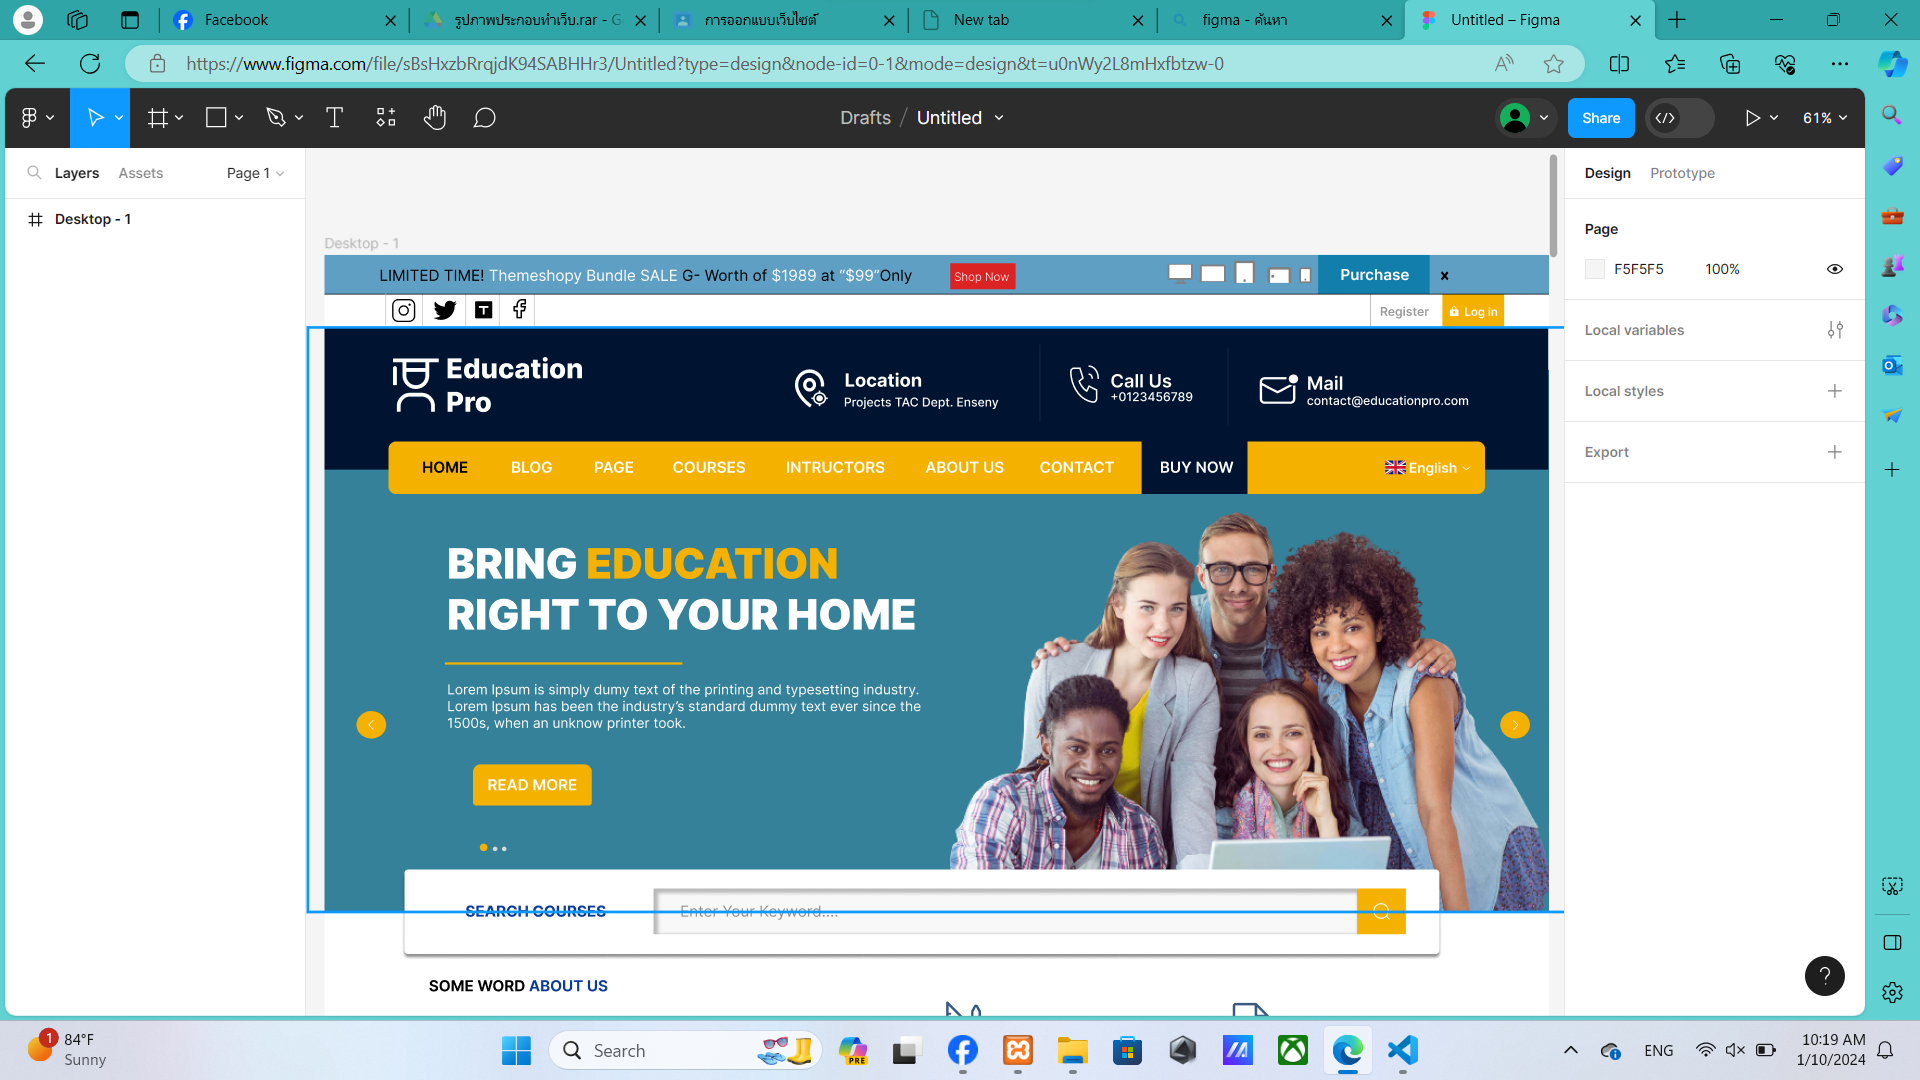 Facebook
รูปภาพประกอบทำเว็บ.rar - G
การออกแบบเว็บไซต์
New tab
figma - ค้นหา
Untitled – Figma
https://www.figma.com/file/sBsHxzbRrqjdK94SABHHr3/Untitled?type=design&node-id=0-1&mode=design&t=u0nWy2L8mHxfbtzw-0
Drafts / Untitled
Share
61%
Layers
Assets
Page 1
Design
Prototype
Desktop - 1
Page
F5F5F5
100%
Local variables
Local styles
Export
Desktop - 1
LIMITED TIME! Themeshopy Bundle SALE G- Worth of $1989 at “$99”Only
Shop Now
Purchase
Register
Log in
Education
Pro
Location
Projects TAC Dept. Enseny
Call Us
+0123456789
Mail
contact@educationpro.com
HOME
BLOG
PAGE
COURSES
INTRUCTORS
ABOUT US
CONTACT
BUY NOW
English
BRING EDUCATION
RIGHT TO YOUR HOME
Lorem Ipsum is simply dumy text of the printing and typesetting industry.
Lorem Ipsum has been the industry’s standard dummy text ever since the
1500s, when an unknow printer took.
READ MORE
SEARCH COURSES
Enter Your Keyword....
SOME WORD ABOUT US
?
1
84°F
Sunny
Search
PRE
ENG
10:19 AM
1/10/2024